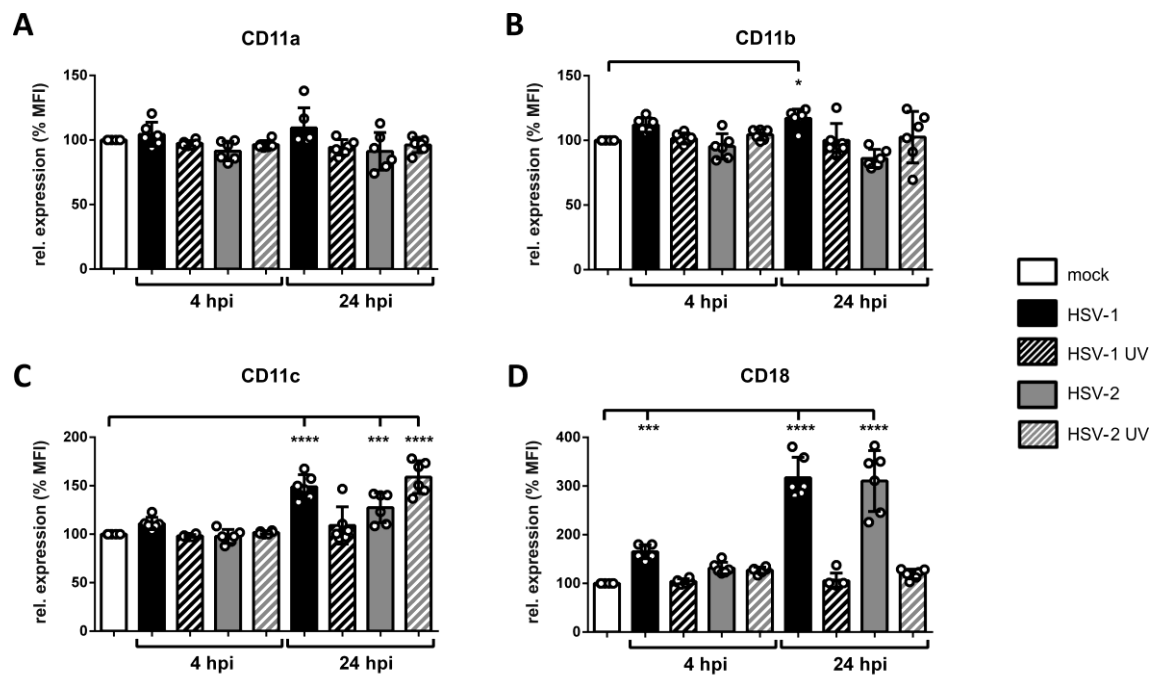 A
CD11a
rel. expression (% MFI)
150
100
50
0
4 hpi
24 hpi
B
CD11b
rel. expression (% MFI)
150
100
50
0
*
4 hpi
24 hpi
C
CD11c
rel. expression (% MFI)
200
150
100
50
0
**** *** ****
4 hpi
24 hpi
D
CD18
rel. expression (% MFI)
400
300
200
100
0
*** **** ****
4 hpi
24 hpi
mock
HSV-1
HSV-1 UV
HSV-2
HSV-2 UV